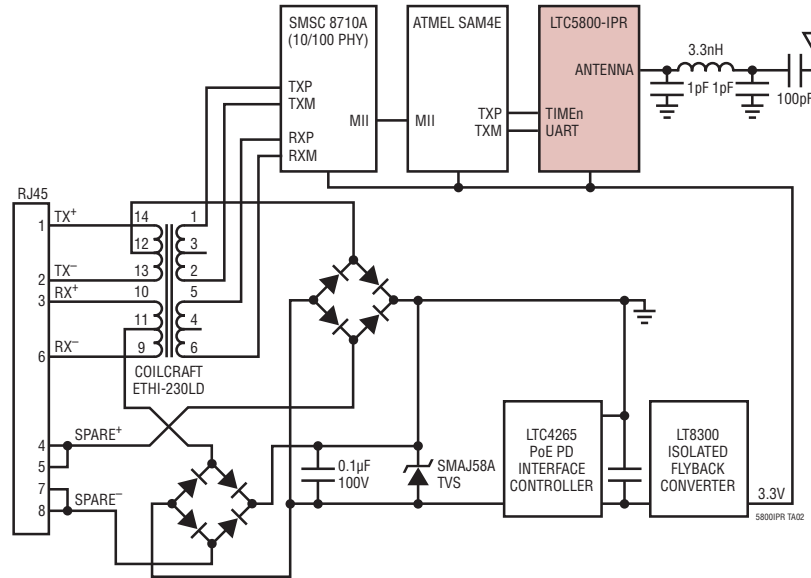 SMSC 8710A
(10/100 PHY)
ATMEL SAM4E
LTC5800-IPR
TXP
TXM
RXP
RXM
MII
MII
TXP
TXM
TIMEn
UART
ANTENNA
3.3nH
1pF
1pF
100pF
RJ45
1
TX+
2
TX–
3
RX+
6
RX–
4
SPARE+
5
7
SPARE–
8
14
12
13
10
11
9
1
3
2
5
4
6
COILCRAFT
ETHI-230LD
0.1µF
100V
SMAJ58A
TVS
LTC4265
PoE PD
INTERFACE
CONTROLLER
LT8300
ISOLATED
FLYBACK
CONVERTER
3.3V
5800IPR TA02